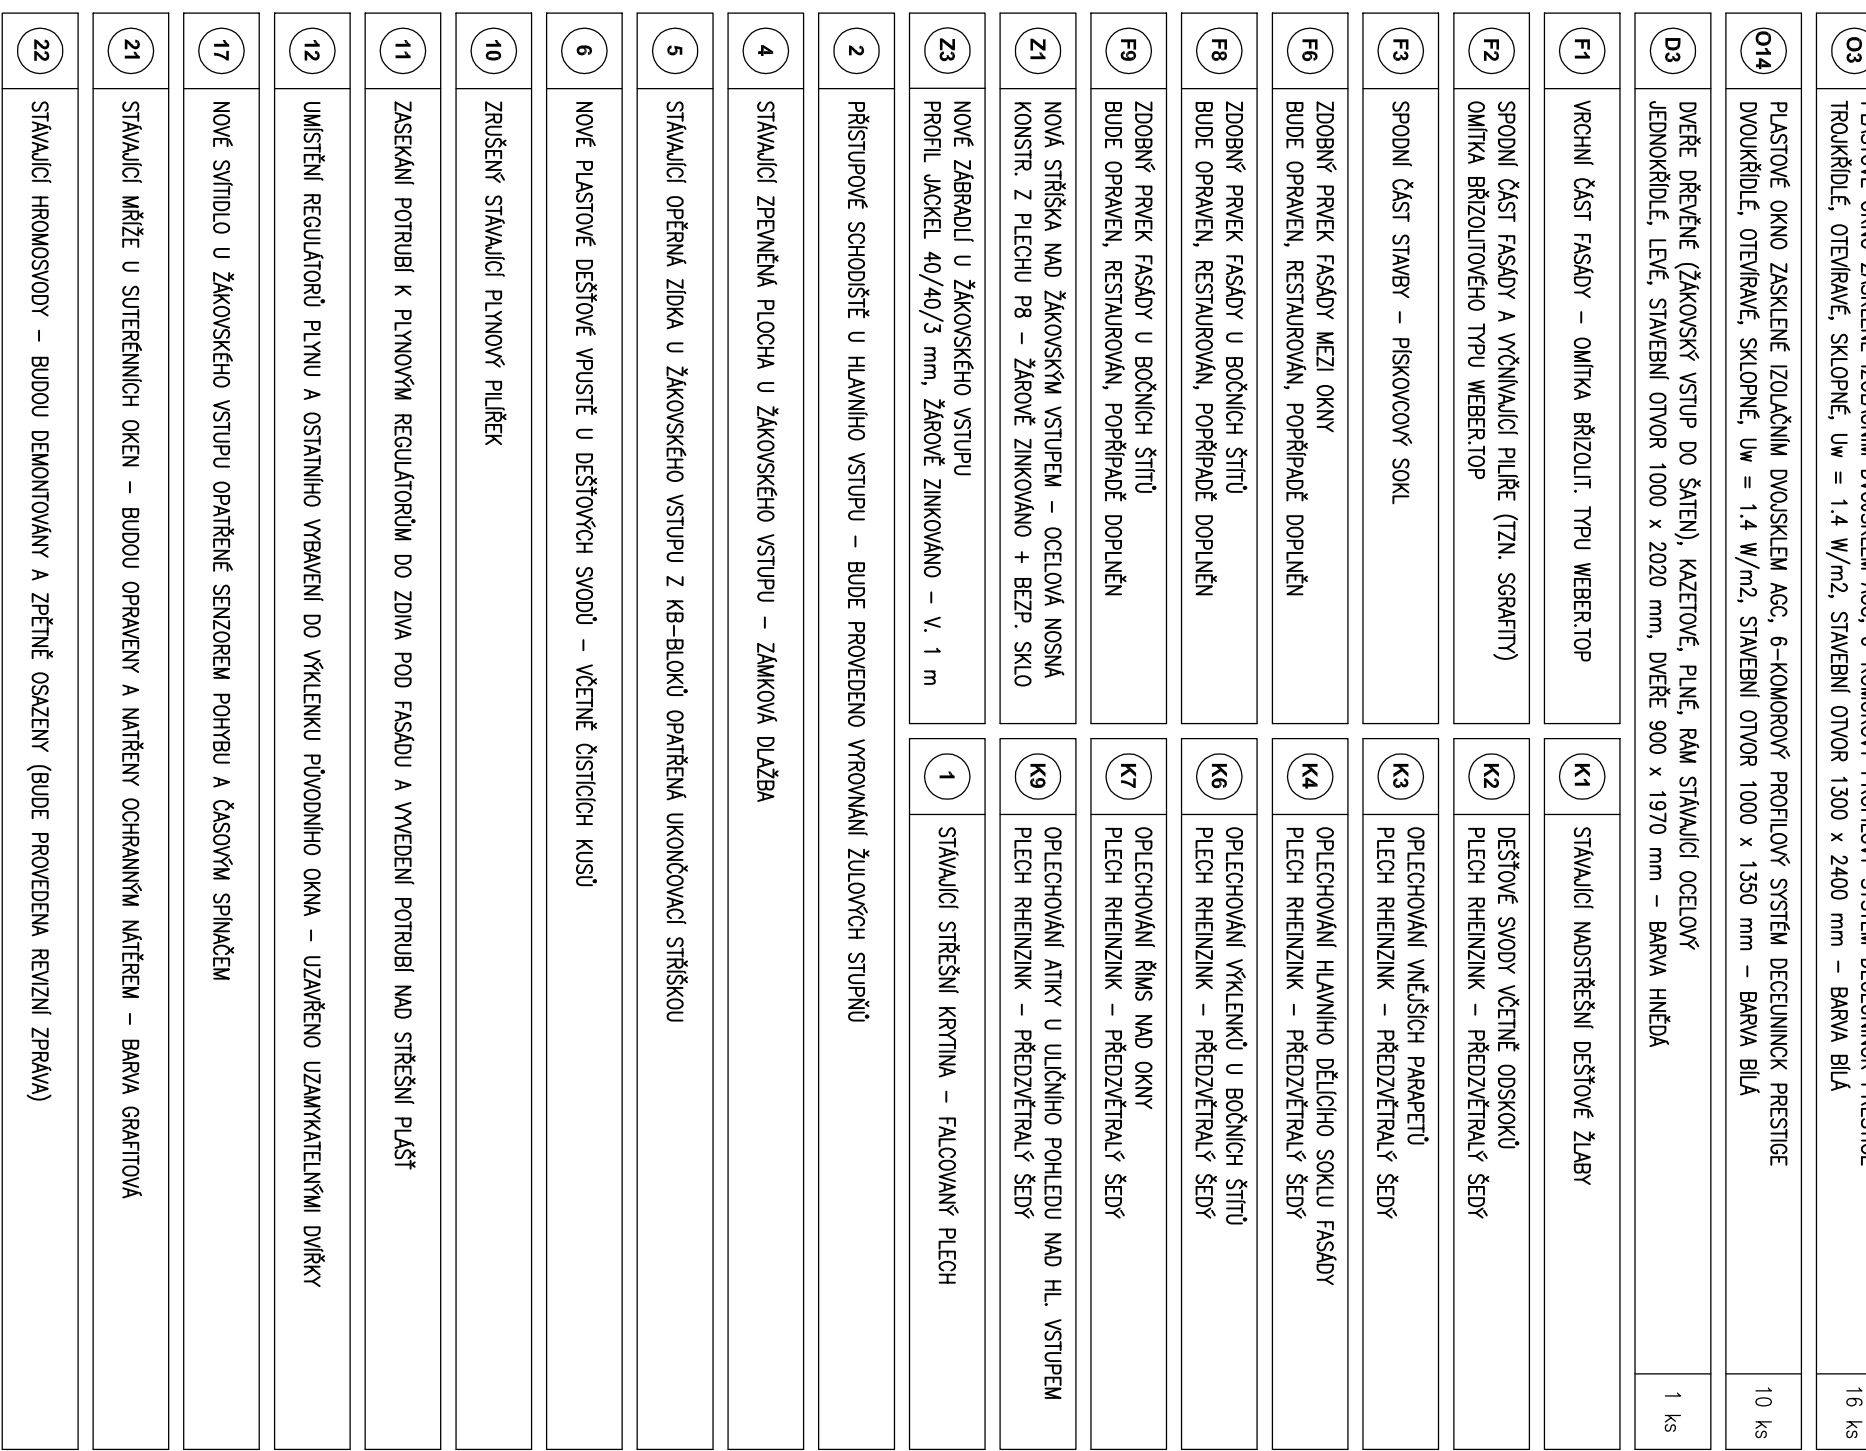 O3
TROJKŘÍDLÉ, OTEVÍRAVÉ, SKLOPNÉ, Uw = 1.4 W/m2, STAVEBNÍ OTVOR 1300 x 2400 mm – BARVA BÍLÁ
16 ks
O14
PLASTOVÉ OKNO ZASKLENÉ IZOLAČNÍM DVOJSKLEM AGC, 6–KOMOROVÝ PROFILOVÝ SYSTÉM DECEUNINCK PRESTIGE
DVOUKŘÍDLÉ, OTEVÍRAVÉ, SKLOPNÉ, Uw = 1.4 W/m2, STAVEBNÍ OTVOR 1000 x 1350 mm – BARVA BÍLÁ
10 ks
D3
DVEŘE DŘEVĚNÉ (ŽÁKOVSKÝ VSTUP DO ŠATEN), KAZETOVÉ, PLNÉ, RÁM STÁVAJÍCÍ OCELOVÝ
JEDNOKŘÍDLÉ, LEVÉ, STAVEBNÍ OTVOR 1000 x 2020 mm, DVEŘE 900 x 1970 mm – BARVA HNĚDÁ
1 ks
F1
VRCHNÍ ČÁST FASÁDY – OMÍTKA BŘIZOLIT. TYPU WEBER.TOP
K1
STÁVAJÍCÍ NADSTŘEŠNÍ DEŠŤOVÉ ŽLABY
F2
SPODNÍ ČÁST FASÁDY A VYČNÍVAJÍCÍ PILÍŘE (TZN. SGRAFITY)
OMÍTKA BŘIZOLITOVÉHO TYPU WEBER.TOP
K2
DEŠŤOVÉ SVODY VČETNĚ ODSKOKŮ
PLECH RHEINZINK – PŘEDZVĚTRALÝ ŠEDÝ
F3
SPODNÍ ČÁST STAVBY – PÍSKOVCOVÝ SOKL
K3
OPLECHOVÁNÍ VNĚJŠÍCH PARAPETŮ
PLECH RHEINZINK – PŘEDZVĚTRALÝ ŠEDÝ
F6
ZDOBNÝ PRVEK FASÁDY MEZI OKNY
BUDE OPRAVEN, RESTAUROVÁN, POPŘÍPADĚ DOPLNĚN
K4
OPLECHOVÁNÍ HLAVNÍHO DĚLÍCÍHO SOKLU FASÁDY
PLECH RHEINZINK – PŘEDZVĚTRALÝ ŠEDÝ
F8
ZDOBNÝ PRVEK FASÁDY U BOČNÍCH ŠTÍTŮ
BUDE OPRAVEN, RESTAUROVÁN, POPŘÍPADĚ DOPLNĚN
K6
OPLECHOVÁNÍ VÝKLENKŮ U BOČNÍCH ŠTÍTŮ
PLECH RHEINZINK – PŘEDZVĚTRALÝ ŠEDÝ
F9
ZDOBNÝ PRVEK FASÁDY U BOČNÍCH ŠTÍTŮ
BUDE OPRAVEN, RESTAUROVÁN, POPŘÍPADĚ DOPLNĚN
K7
OPLECHOVÁNÍ ŘÍMS NAD OKNY
PLECH RHEINZINK – PŘEDZVĚTRALÝ ŠEDÝ
Z1
NOVÁ STŘÍŠKA NAD ŽÁKOVSKÝM VSTUPEM – OCELOVÁ NOSNÁ
KONSTR. Z PLECHU P8 – ŽÁROVĚ ZINKOVÁNO + BEZP. SKLO
K9
OPLECHOVÁNÍ ATIKY U ULIČNÍHO POHLEDU NAD HL. VSTUPEM
PLECH RHEINZINK – PŘEDZVĚTRALÝ ŠEDÝ
Z3
NOVÉ ZÁBRADLÍ U ŽÁKOVSKÉHO VSTUPU
PROFIL JACKEL 40/40/3 mm, ŽÁROVĚ ZINKOVÁNO – V. 1 m
1
STÁVAJÍCÍ STŘEŠNÍ KRYTINA – FALCOVANÝ PLECH
2
PŘÍSTUPOVÉ SCHODIŠTĚ U HLAVNÍHO VSTUPU – BUDE PROVEDENO VYROVNÁNÍ ŽULOVÝCH STUPŇŮ
4
STÁVAJÍCÍ ZPEVNĚNÁ PLOCHA U ŽÁKOVSKÉHO VSTUPU – ZÁMKOVÁ DLAŽBA
5
STÁVAJÍCÍ OPĚRNÁ ZÍDKA U ŽÁKOVSKÉHO VSTUPU Z KB–BLOKŮ OPATŘENÁ UKONČOVACÍ STŘÍŠKOU
6
NOVÉ PLASTOVÉ DEŠŤOVÉ VPUSTĚ U DEŠŤOVÝCH SVODŮ – VČETNĚ ČISTÍCÍCH KUSŮ
10
ZRUŠENÝ STÁVAJÍCÍ PLYNOVÝ PILÍŘEK
11
ZASEKÁNÍ POTRUBÍ K PLYNOVÝM REGULÁTORŮM DO ZDIVA POD FASÁDU A VYVEDENÍ POTRUBÍ NAD STŘEŠNÍ PLÁŠŤ
12
UMÍSTĚNÍ REGULÁTORŮ PLYNU A OSTATNÍHO VYBAVENÍ DO VÝKLENKU PŮVODNÍHO OKNA – UZAVŘENO UZAMYKATELNÝMI DVÍŘKY
17
NOVÉ SVÍTIDLO U ŽÁKOVSKÉHO VSTUPU OPATŘENÉ SENZOREM POHYBU A ČASOVÝM SPÍNAČEM
21
STÁVAJÍCÍ MŘÍŽE U SUTERÉNNÍCH OKEN – BUDOU OPRAVENY A NATŘENY OCHRANNÝM NÁTĚREM – BARVA GRAFITOVÁ
22
STÁVAJÍCÍ HROMOSVODY – BUDOU DEMONTOVÁNY A ZPĚTNĚ OSAZENY (BUDE PROVEDENA REVIZNÍ ZPRÁVA)